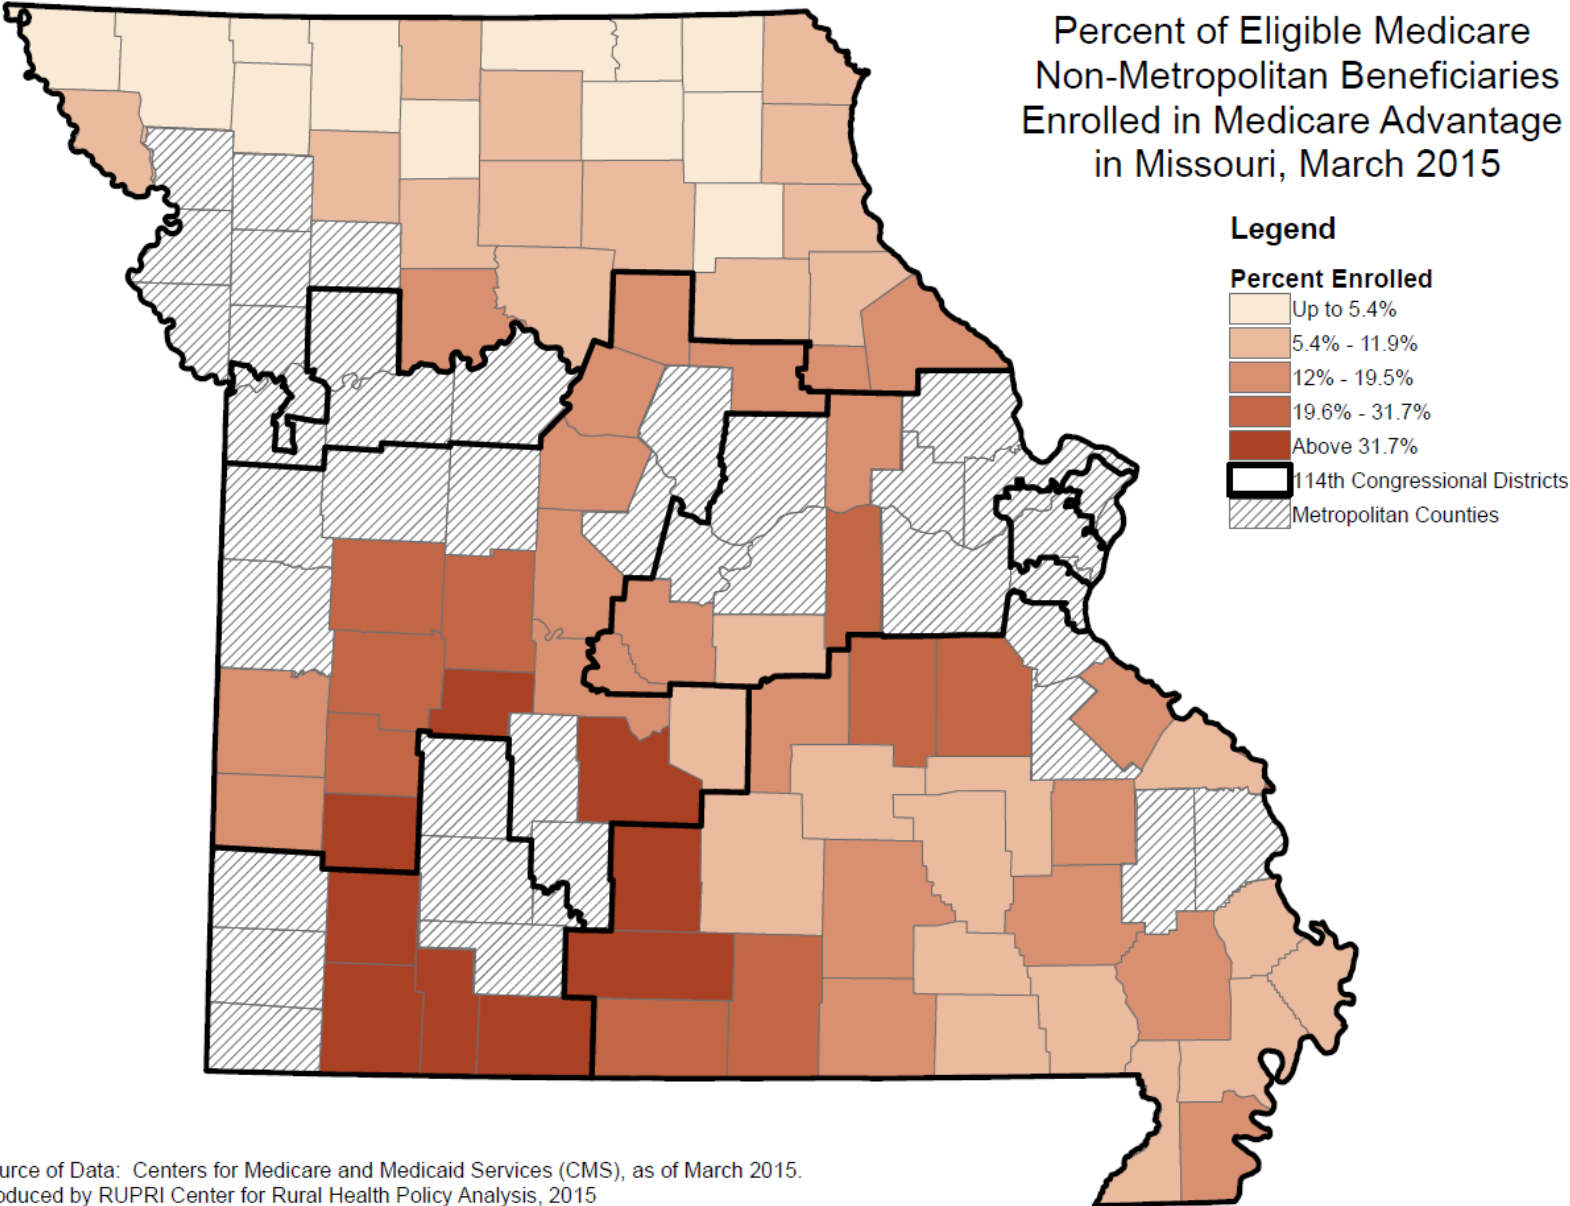 Percent of Eligible Medicare
Non-Metropolitan Beneficiaries
Enrolled in Medicare Advantage
in Missouri, March 2015
Legend
Percent Enrolled
Up to 5.4%
5.4% - 11.9%
12% - 19.5%
19.6% - 31.7%
Above 31.7%
114th Congressional Districts
Metropolitan Counties
urce of Data: Centers for Medicare and Medicaid Services (CMS), as of March 2015.
oduced by RUPRI Center for Rural Health Policy Analysis, 2015